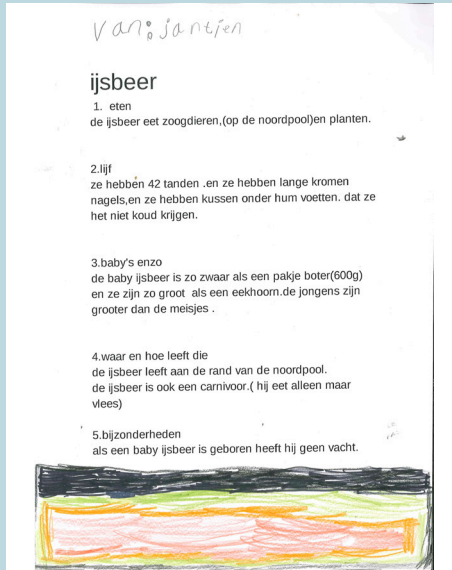 van: jantjen
ijsbeer
1. eten
de ijsbeer eet zoogdieren,(op de noordpool)en planten.
2.lijf
ze hebben 42 tanden .en ze hebben lange kromen
nagels,en ze hebben kussen onder hum voetten. dat ze
het niet koud krijgen.
3.baby's enzo
de baby ijsbeer is zo zwaar als een pakje boter(600g)
en ze zijn zo groot als een eekhoorn.de jongens zijn
grooter dan de meisjes .
4.waar en hoe leeft die
de ijsbeer leeft aan de rand van de noordpool.
de ijsbeer is ook een carnivoor.( hij eet alleen maar
vlees)
5.bijzonderheden
als een baby ijsbeer is geboren heeft hij geen vacht.